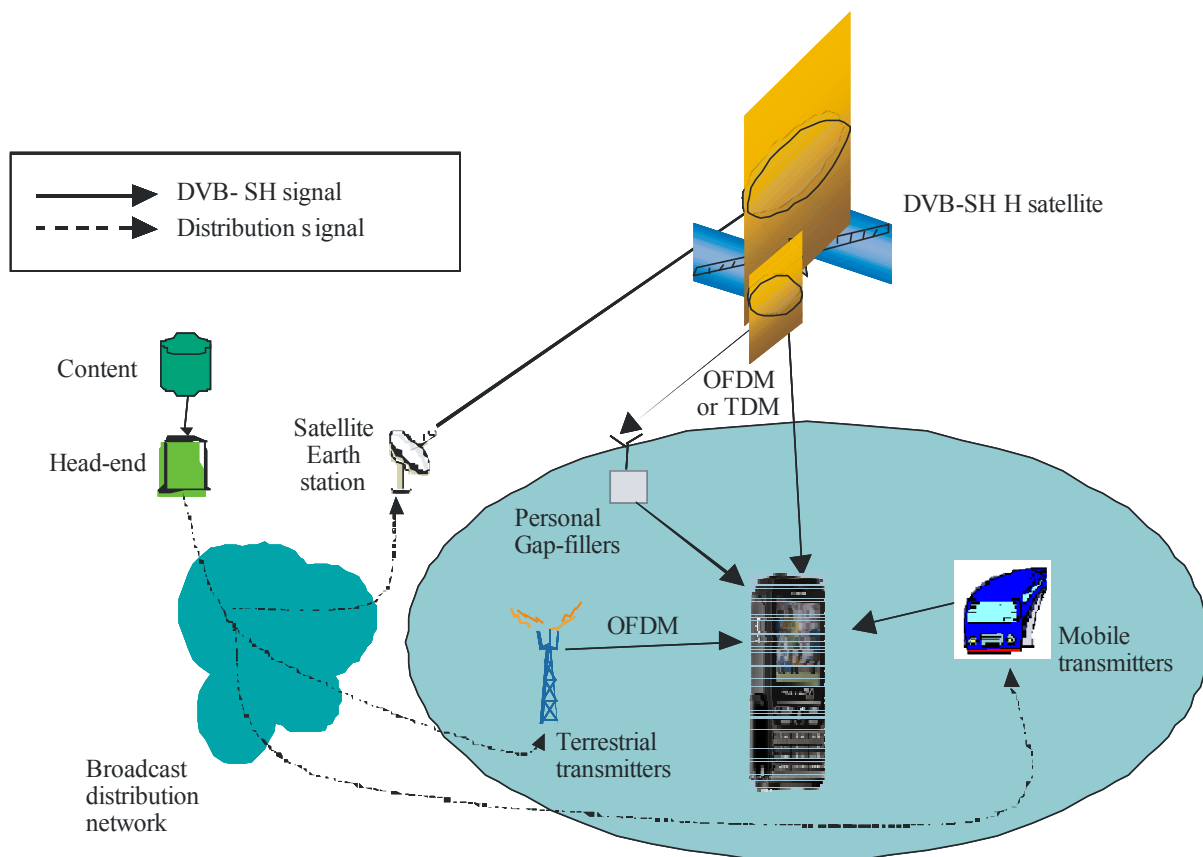 DVB- SH signal
Distribution signal
DVB-SH H satellite
Content
OFDM
or TDM
Satellite
Earth
station
Head-end
Personal
Gap-fillers
OFDM
Mobile
transmitters
Terrestrial
transmitters
Broadcast
distribution
network